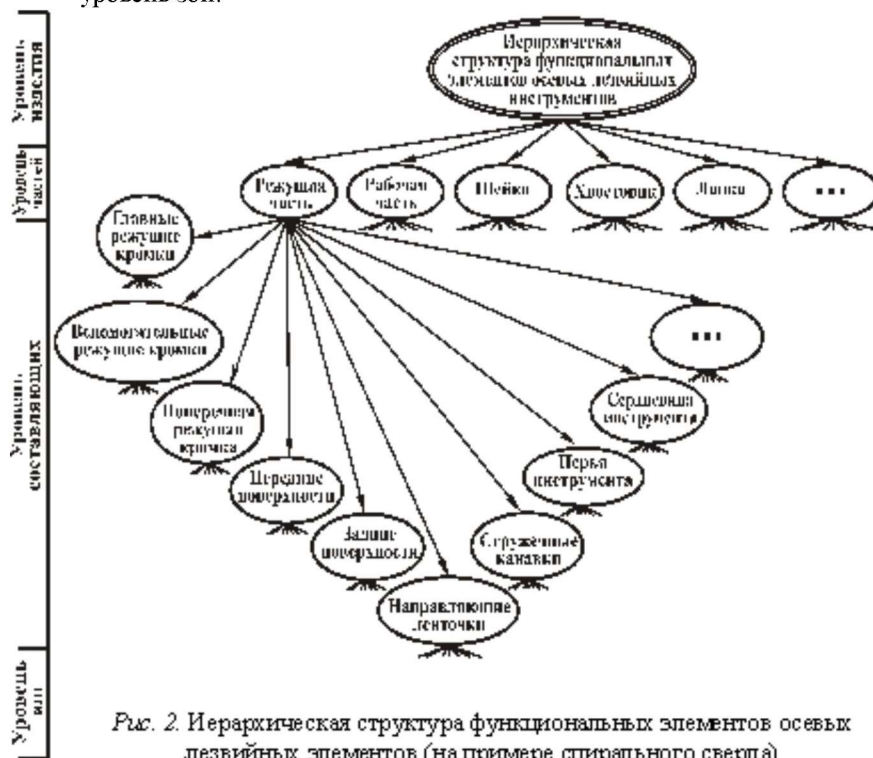 уровень зон.
Уровень
изделия
Иерархическая
структура функциональных
элементов осевых лезвийных
инструментов
Уровень
частей
Режущая
часть
Рабочая
часть
Шейка
Хвостовик
Лапка
...
Уровень
составляющих
Главные
режущие
кромки
Вспомогательные
режущие кромки
Поперечная
режущая
кромка
Передние
поверхности
Задние
поверхности
Направляющие
ленточки
Стружечные
канавки
Перья
инструмента
Сердцевина
инструмента
...
Уровень
зон
Рис. 2. Иерархическая структура функциональных элементов осевых
лезвийных элементов (на примере спирального сверла)